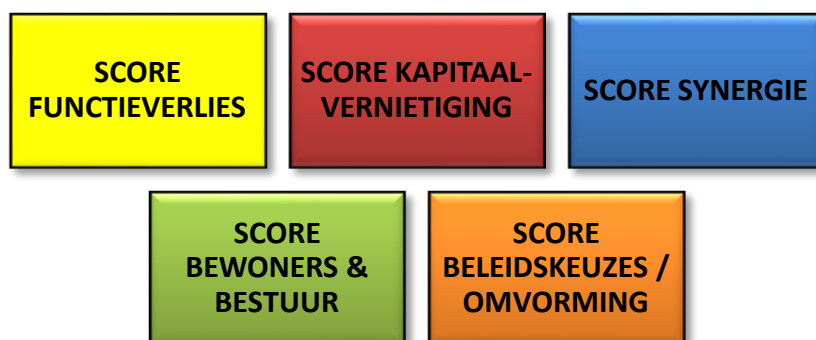 SCORE
FUNCTIEVERLIES
SCORE KAPITAAL-
VERNIETIGING
SCORE SYNERGIE
SCORE
BEWONERS &
BESTUUR
SCORE
BELEIDSKEUZES /
OMVORMING